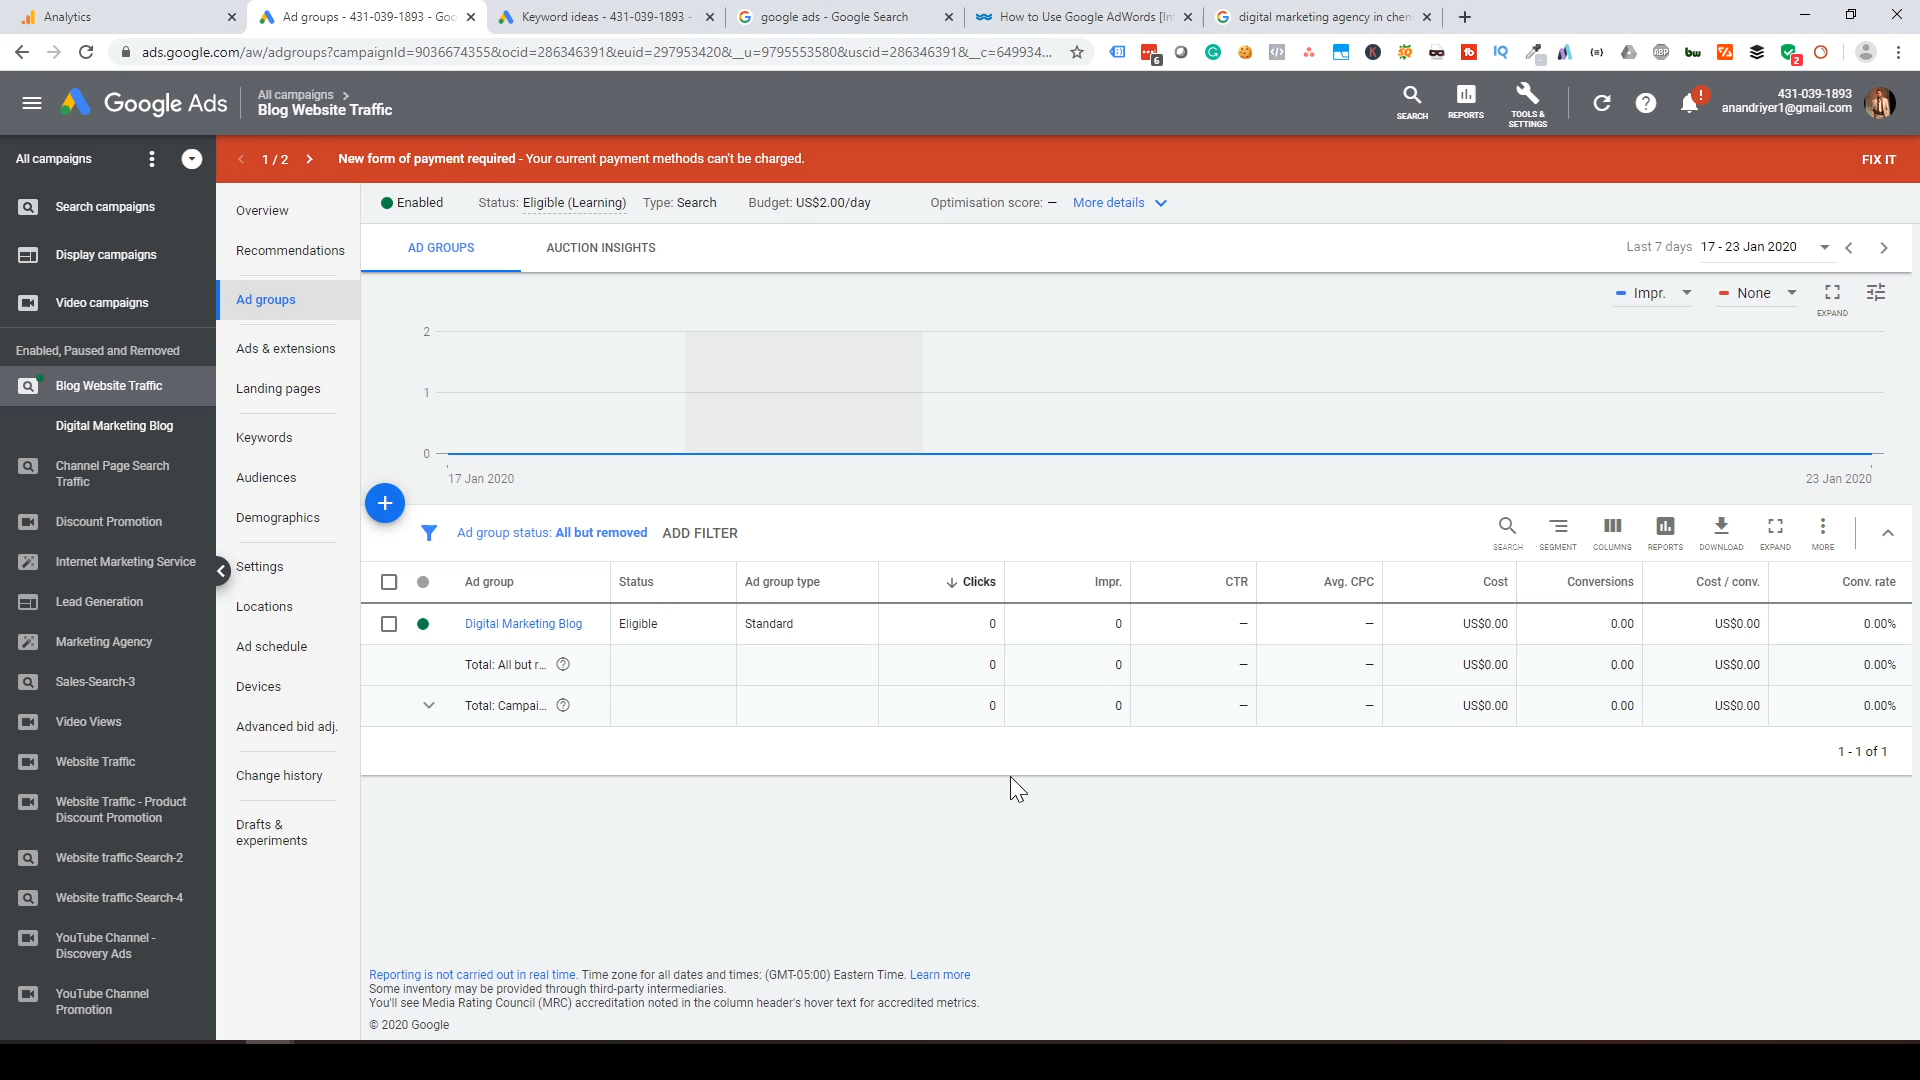 Analytics
Ad groups - 431-039-1893 - Goo
Keyword ideas - 431-039-1893 -
google ads - Google Search
How to Use Google AdWords [In
digital marketing agency in chen
ads.google.com/aw/adgroups?campaignId=9036674355&ocid=286346391&euid=297953420&__u=9795553580&uscid=286346391&__c=649934...
Google Ads
All campaigns
Blog Website Traffic
SEARCH
REPORTS
TOOLS & SETTINGS
431-039-1893
anandriyer1@gmail.com
All campaigns
1 / 2
New form of payment required - Your current payment methods can't be charged.
FIX IT
Search campaigns
Display campaigns
Video campaigns
Enabled, Paused and Removed
Blog Website Traffic
Digital Marketing Blog
Channel Page Search
Traffic
Discount Promotion
Internet Marketing Service
Lead Generation
Marketing Agency
Sales-Search-3
Video Views
Website Traffic
Website Traffic - Product
Discount Promotion
Website traffic-Search-2
Website traffic-Search-4
YouTube Channel -
Discovery Ads
YouTube Channel
Promotion
Overview
Recommendations
Ad groups
Ads & extensions
Landing pages
Keywords
Audiences
Demographics
Settings
Locations
Ad schedule
Devices
Advanced bid adj.
Change history
Drafts &
experiments
Enabled Status: Eligible (Learning) Type: Search Budget: US$2.00/day Optimisation score: — More details
AD GROUPS
AUCTION INSIGHTS
Last 7 days 17 - 23 Jan 2020
Impr.
None
EXPAND
2
1
0
17 Jan 2020
23 Jan 2020
Ad group status: All but removed ADD FILTER
SEARCH
SEGMENT
COLUMNS
REPORTS
DOWNLOAD
EXPAND
MORE
Ad group Status Ad group type Clicks Impr. CTR Avg. CPC Cost Conversions Cost / conv. Conv. rate
Digital Marketing Blog Eligible Standard 0 0 — — US$0.00 0.00 US$0.00 0.00%
Total: All but r... 0 0 — — US$0.00 0.00 US$0.00 0.00%
Total: Campai... 0 0 — — US$0.00 0.00 US$0.00 0.00%
1 - 1 of 1
Reporting is not carried out in real time. Time zone for all dates and times: (GMT-05:00) Eastern Time. Learn more
Some inventory may be provided through third-party intermediaries.
You'll see Media Rating Council (MRC) accreditation noted in the column header's hover text for accredited metrics.
© 2020 Google